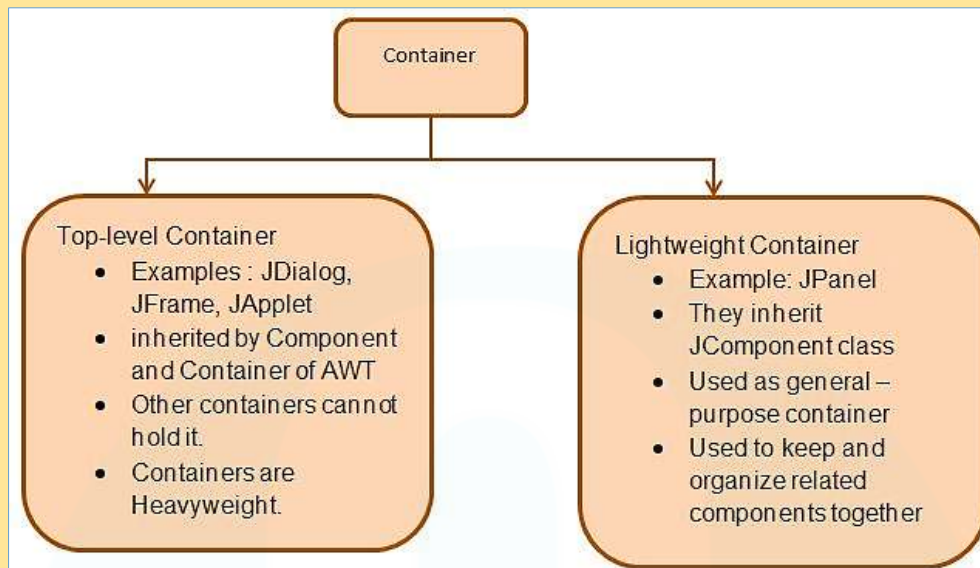 Container
Top-level Container
• Examples : JDialog,
JFrame, JApplet
• inherited by Component
and Container of AWT
• Other containers cannot
hold it.
• Containers are
Heavyweight.
Lightweight Container
• Example: JPanel
• They inherit
JComponent class
• Used as general –
purpose container
• Used to keep and
organize related
components together